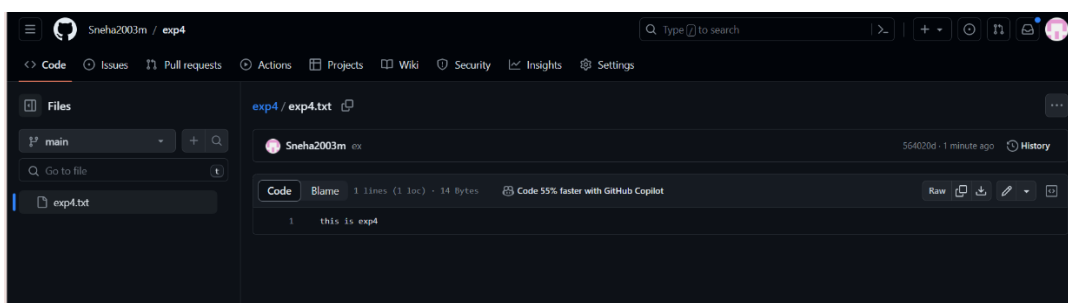 Sneha2003m / exp4
Type / to search
Code Issues Pull requests Actions Projects Wiki Security Insights Settings
Files
exp4 / exp4.txt
main
Sneha2003m ex
564020d · 1 minute ago History
Go to file t
Code Blame 1 lines (1 loc) · 14 Bytes Code 55% faster with GitHub Copilot
Raw
exp4.txt
1 this is exp4